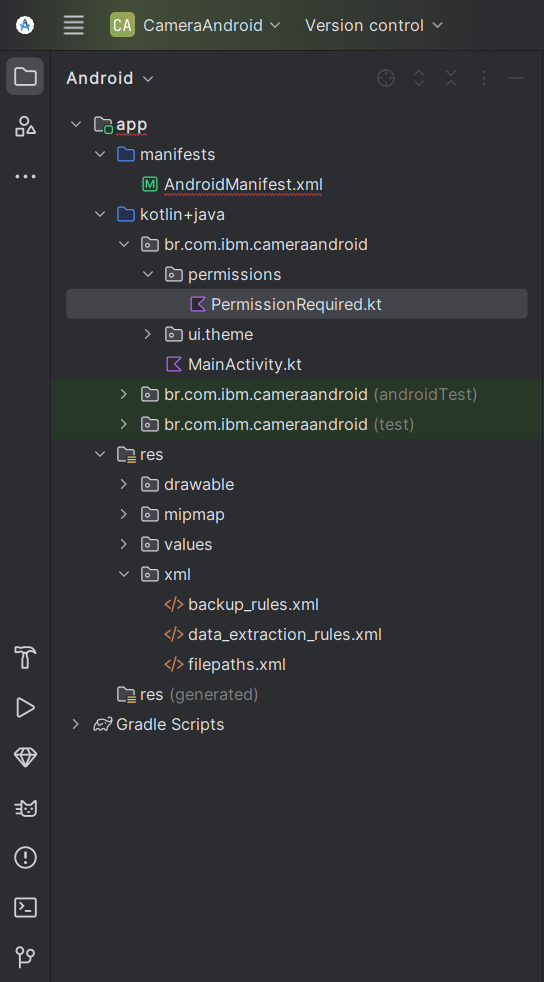 CA CameraAndroid Version control
Android
app
manifests
M AndroidManifest.xml
kotlin+java
br.com.ibm.cameraandroid
permissions
PermissionRequired.kt
ui.theme
MainActivity.kt
br.com.ibm.cameraandroid (androidTest)
br.com.ibm.cameraandroid (test)
res
drawable
mipmap
values
xml
</> backup_rules.xml
</> data_extraction_rules.xml
</> filepaths.xml
res (generated)
Gradle Scripts